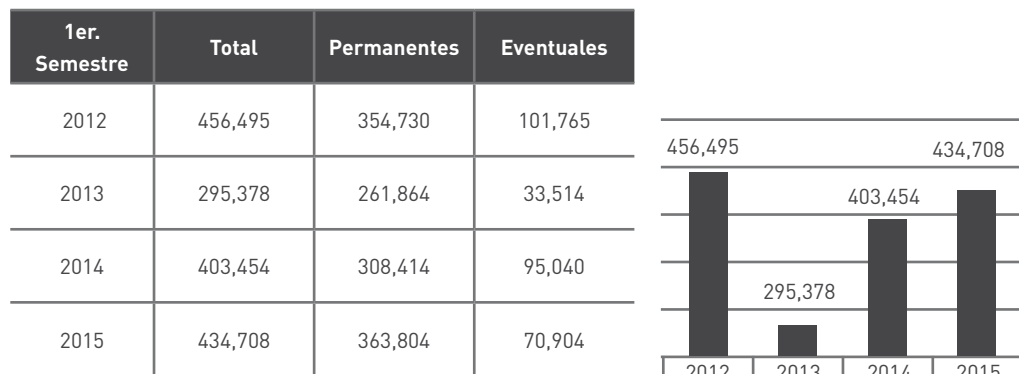 1er.
Semestre
Total
Permanentes
Eventuales
2012 456,495 354,730 101,765
2013 295,378 261,864 33,514
2014 403,454 308,414 95,040
2015 434,708 363,804 70,904
456,495
434,708
403,454
295,378
2012 2013 2014 2015